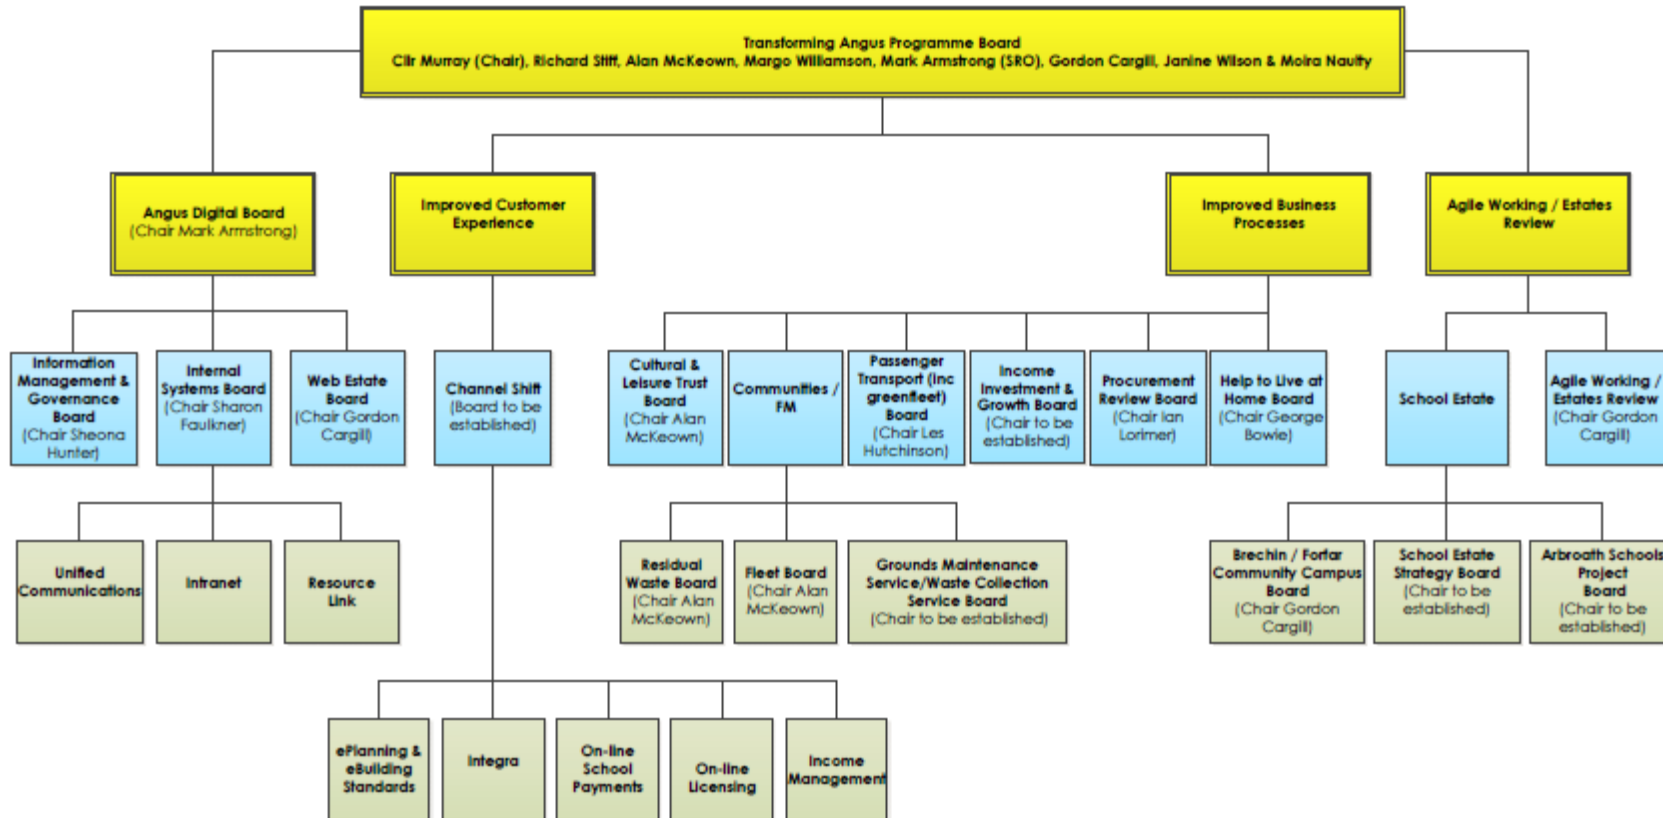 Transforming Angus Programme Board
Cllr Murray (Chair), Richard Stiff, Alan McKeown, Margo Williamson, Mark Armstrong (SRO), Gordon Cargill, Janine Wilson & Moira Naulty
Angus Digital Board
(Chair Mark Armstrong)
Improved Customer
Experience
Improved Business
Processes
Agile Working / Estates
Review
Information
Management &
Governance
Board
(Chair Sheona
Hunter)
Internal
Systems Board
(Chair Sharon
Faulkner)
Web Estate
Board
(Chair Gordon
Cargill)
Channel Shift
(Board to be
established)
Cultural &
Leisure Trust
Board
(Chair Alan
McKeown)
Communities /
FM
Passenger
Transport (inc
greenfleet)
Board
(Chair Les
Hutchinson)
Income
Investment &
Growth Board
(Chair to be
established)
Procurement
Review Board
(Chair Ian
Lorimer)
Help to Live at
Home Board
(Chair George
Bowie)
School Estate
Agile Working /
Estates Review
(Chair Gordon
Cargill)
Unified
Communications
Intranet
Resource
Link
Residual
Waste Board
(Chair Alan
McKeown)
Fleet Board
(Chair Alan
McKeown)
Grounds Maintenance
Service/Waste Collection
Service Board
(Chair to be established)
Brechin / Forfar
Community Campus
Board
(Chair Gordon
Cargill)
School Estate
Strategy Board
(Chair to be
established)
Arbroath Schools
Project
Board
(Chair to be
established)
ePlanning &
eBuilding
Standards
Integra
On-line
School
Payments
On-line
Licensing
Income
Management